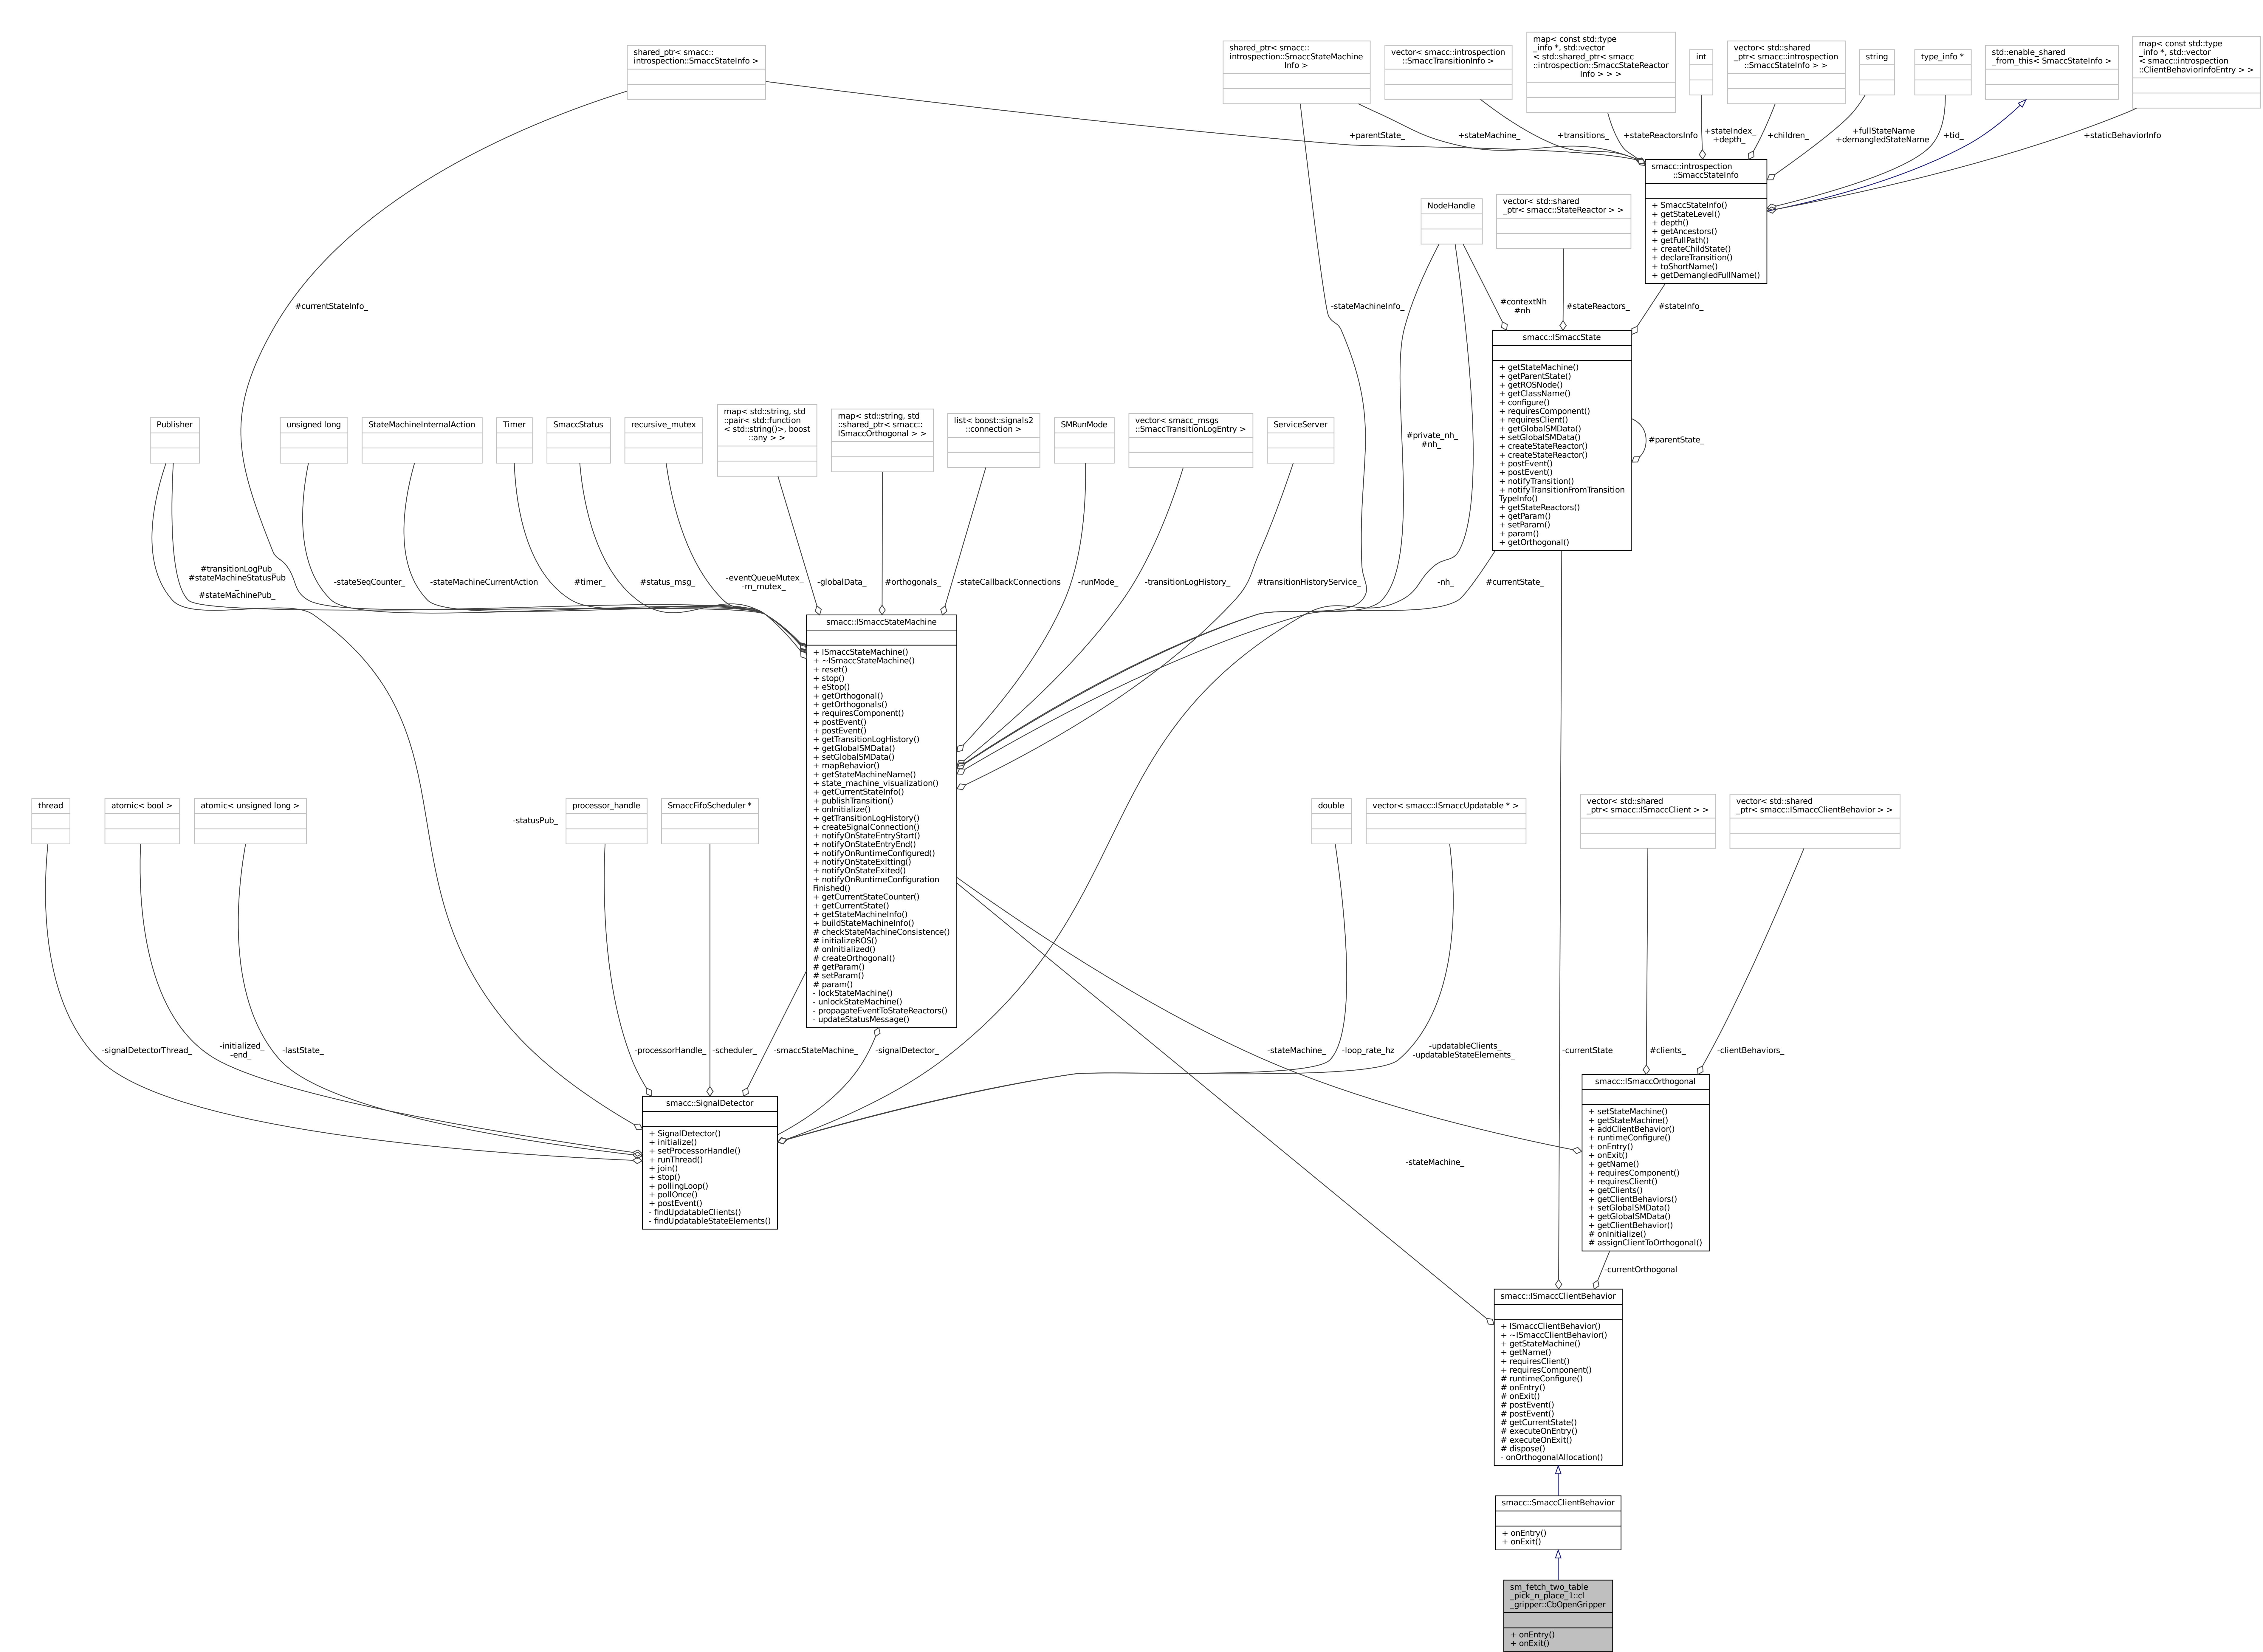 shared_ptr< smacc::
introspection::SmaccStateInfo >
shared_ptr< smacc::
introspection::SmaccStateMachine
Info >
vector< smacc::introspection
::SmaccTransitionInfo >
map< const std::type
_info *, std::vector
< std::shared_ptr< smacc
::introspection::SmaccStateReactor
Info > > >
int
vector< std::shared
_ptr< smacc::introspection
::SmaccStateInfo > >
string
type_info *
std::enable_shared
_from_this< SmaccStateInfo >
map< const std::type
_info *, std::vector
< smacc::introspection
::ClientBehaviorInfoEntry > >
+parentState_
+stateMachine_
+transitions_
+stateReactorsInfo
+stateIndex_
+depth_
+children_
+fullStateName
+demangledStateName
+tid_
+staticBehaviorInfo
smacc::introspection
::SmaccStateInfo
+ SmaccStateInfo()
+ getStateLevel()
+ depth()
+ getAncestors()
+ getFullPath()
+ createChildState()
+ declareTransition()
+ toShortName()
+ getDemangledFullName()
NodeHandle
vector< std::shared
_ptr< smacc::StateReactor > >
#currentStateInfo_
-stateMachineInfo_
#contextNh
#nh
#stateReactors_
#stateInfo_
smacc::ISmaccState
+ getStateMachine()
+ getParentState()
+ getROSNode()
+ getClassName()
+ configure()
+ requiresComponent()
+ requiresClient()
+ getGlobalSMData()
+ setGlobalSMData()
+ createStateReactor()
+ createStateReactor()
+ postEvent()
+ postEvent()
+ notifyTransition()
+ notifyTransitionFromTransition
TypeInfo()
+ getStateReactors()
+ getParam()
+ setParam()
+ param()
+ getOrthogonal()
#parentState_
Publisher
unsigned long
StateMachineInternalAction
Timer
SmaccStatus
recursive_mutex
map< std::string, std
::pair< std::function
< std::string()>, boost
::any > >
map< std::string, std
::shared_ptr< smacc::
ISmaccOrthogonal > >
list< boost::signals2
::connection >
SMRunMode
vector< smacc_msgs
::SmaccTransitionLogEntry >
ServiceServer
#private_nh_
#nh_
#transitionLogPub_
#stateMachineStatusPub
_
#stateMachinePub_
-stateSeqCounter_
-stateMachineCurrentAction
#timer_
#status_msg_
-eventQueueMutex_
-m_mutex_
-globalData_
#orthogonals_
-stateCallbackConnections
-runMode_
-transitionLogHistory_
#transitionHistoryService_
-nh_
#currentState_
smacc::ISmaccStateMachine
+ ISmaccStateMachine()
+ ~ISmaccStateMachine()
+ reset()
+ stop()
+ eStop()
+ getOrthogonal()
+ getOrthogonals()
+ requiresComponent()
+ postEvent()
+ postEvent()
+ getTransitionLogHistory()
+ getGlobalSMData()
+ setGlobalSMData()
+ mapBehavior()
+ getStateMachineName()
+ state_machine_visualization()
+ getCurrentStateInfo()
+ publishTransition()
+ onInitialize()
+ getTransitionLogHistory()
+ createSignalConnection()
+ notifyOnStateEntryStart()
+ notifyOnStateEntryEnd()
+ notifyOnRuntimeConfigured()
+ notifyOnStateExitting()
+ notifyOnStateExited()
+ notifyOnRuntimeConfiguration
Finished()
+ getCurrentStateCounter()
+ getCurrentState()
+ getStateMachineInfo()
+ buildStateMachineInfo()
# checkStateMachineConsistence()
# initializeROS()
# onInitialized()
# createOrthogonal()
# getParam()
# setParam()
# param()
- lockStateMachine()
- unlockStateMachine()
- propagateEventToStateReactors()
- updateStatusMessage()
thread
atomic< bool >
atomic< unsigned long >
-statusPub_
processor_handle
SmaccFifoScheduler *
double
vector< smacc::ISmaccUpdatable * >
vector< std::shared
_ptr< smacc::ISmaccClient > >
vector< std::shared
_ptr< smacc::ISmaccClientBehavior > >
-signalDetectorThread_
-initialized_
-end_
-lastState_
-processorHandle_
-scheduler_
-smaccStateMachine_
-signalDetector_
-stateMachine_
-loop_rate_hz
-updatableClients_
-updatableStateElements_
-currentState
#clients_
-clientBehaviors_
smacc::SignalDetector
+ SignalDetector()
+ initialize()
+ setProcessorHandle()
+ runThread()
+ join()
+ stop()
+ pollingLoop()
+ pollOnce()
+ postEvent()
- findUpdatableClients()
- findUpdatableStateElements()
smacc::ISmaccOrthogonal
+ setStateMachine()
+ getStateMachine()
+ addClientBehavior()
+ runtimeConfigure()
+ onEntry()
+ onExit()
+ getName()
+ requiresComponent()
+ requiresClient()
+ getClients()
+ getClientBehaviors()
+ setGlobalSMData()
+ getGlobalSMData()
+ getClientBehavior()
# onInitialize()
# assignClientToOrthogonal()
-stateMachine_
-currentOrthogonal
smacc::ISmaccClientBehavior
+ ISmaccClientBehavior()
+ ~ISmaccClientBehavior()
+ getStateMachine()
+ getName()
+ requiresClient()
+ requiresComponent()
# runtimeConfigure()
# onEntry()
# onExit()
# postEvent()
# postEvent()
# getCurrentState()
# executeOnEntry()
# executeOnExit()
# dispose()
- onOrthogonalAllocation()
smacc::SmaccClientBehavior
+ onEntry()
+ onExit()
sm_fetch_two_table
_pick_n_place_1::cl
_gripper::CbOpenGripper
+ onEntry()
+ onExit()